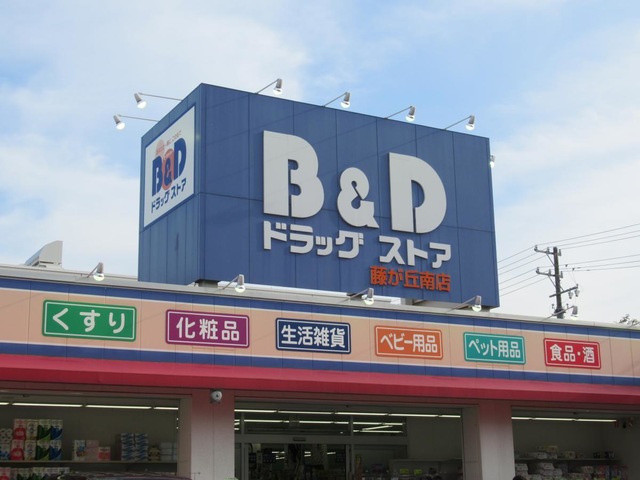 B&D
ドラッグ ストア
B&D
ドラッグ ストア
藤が丘南店
くすり
化粧品
生活雑貨
ベビー用品
ペット用品
食品・酒